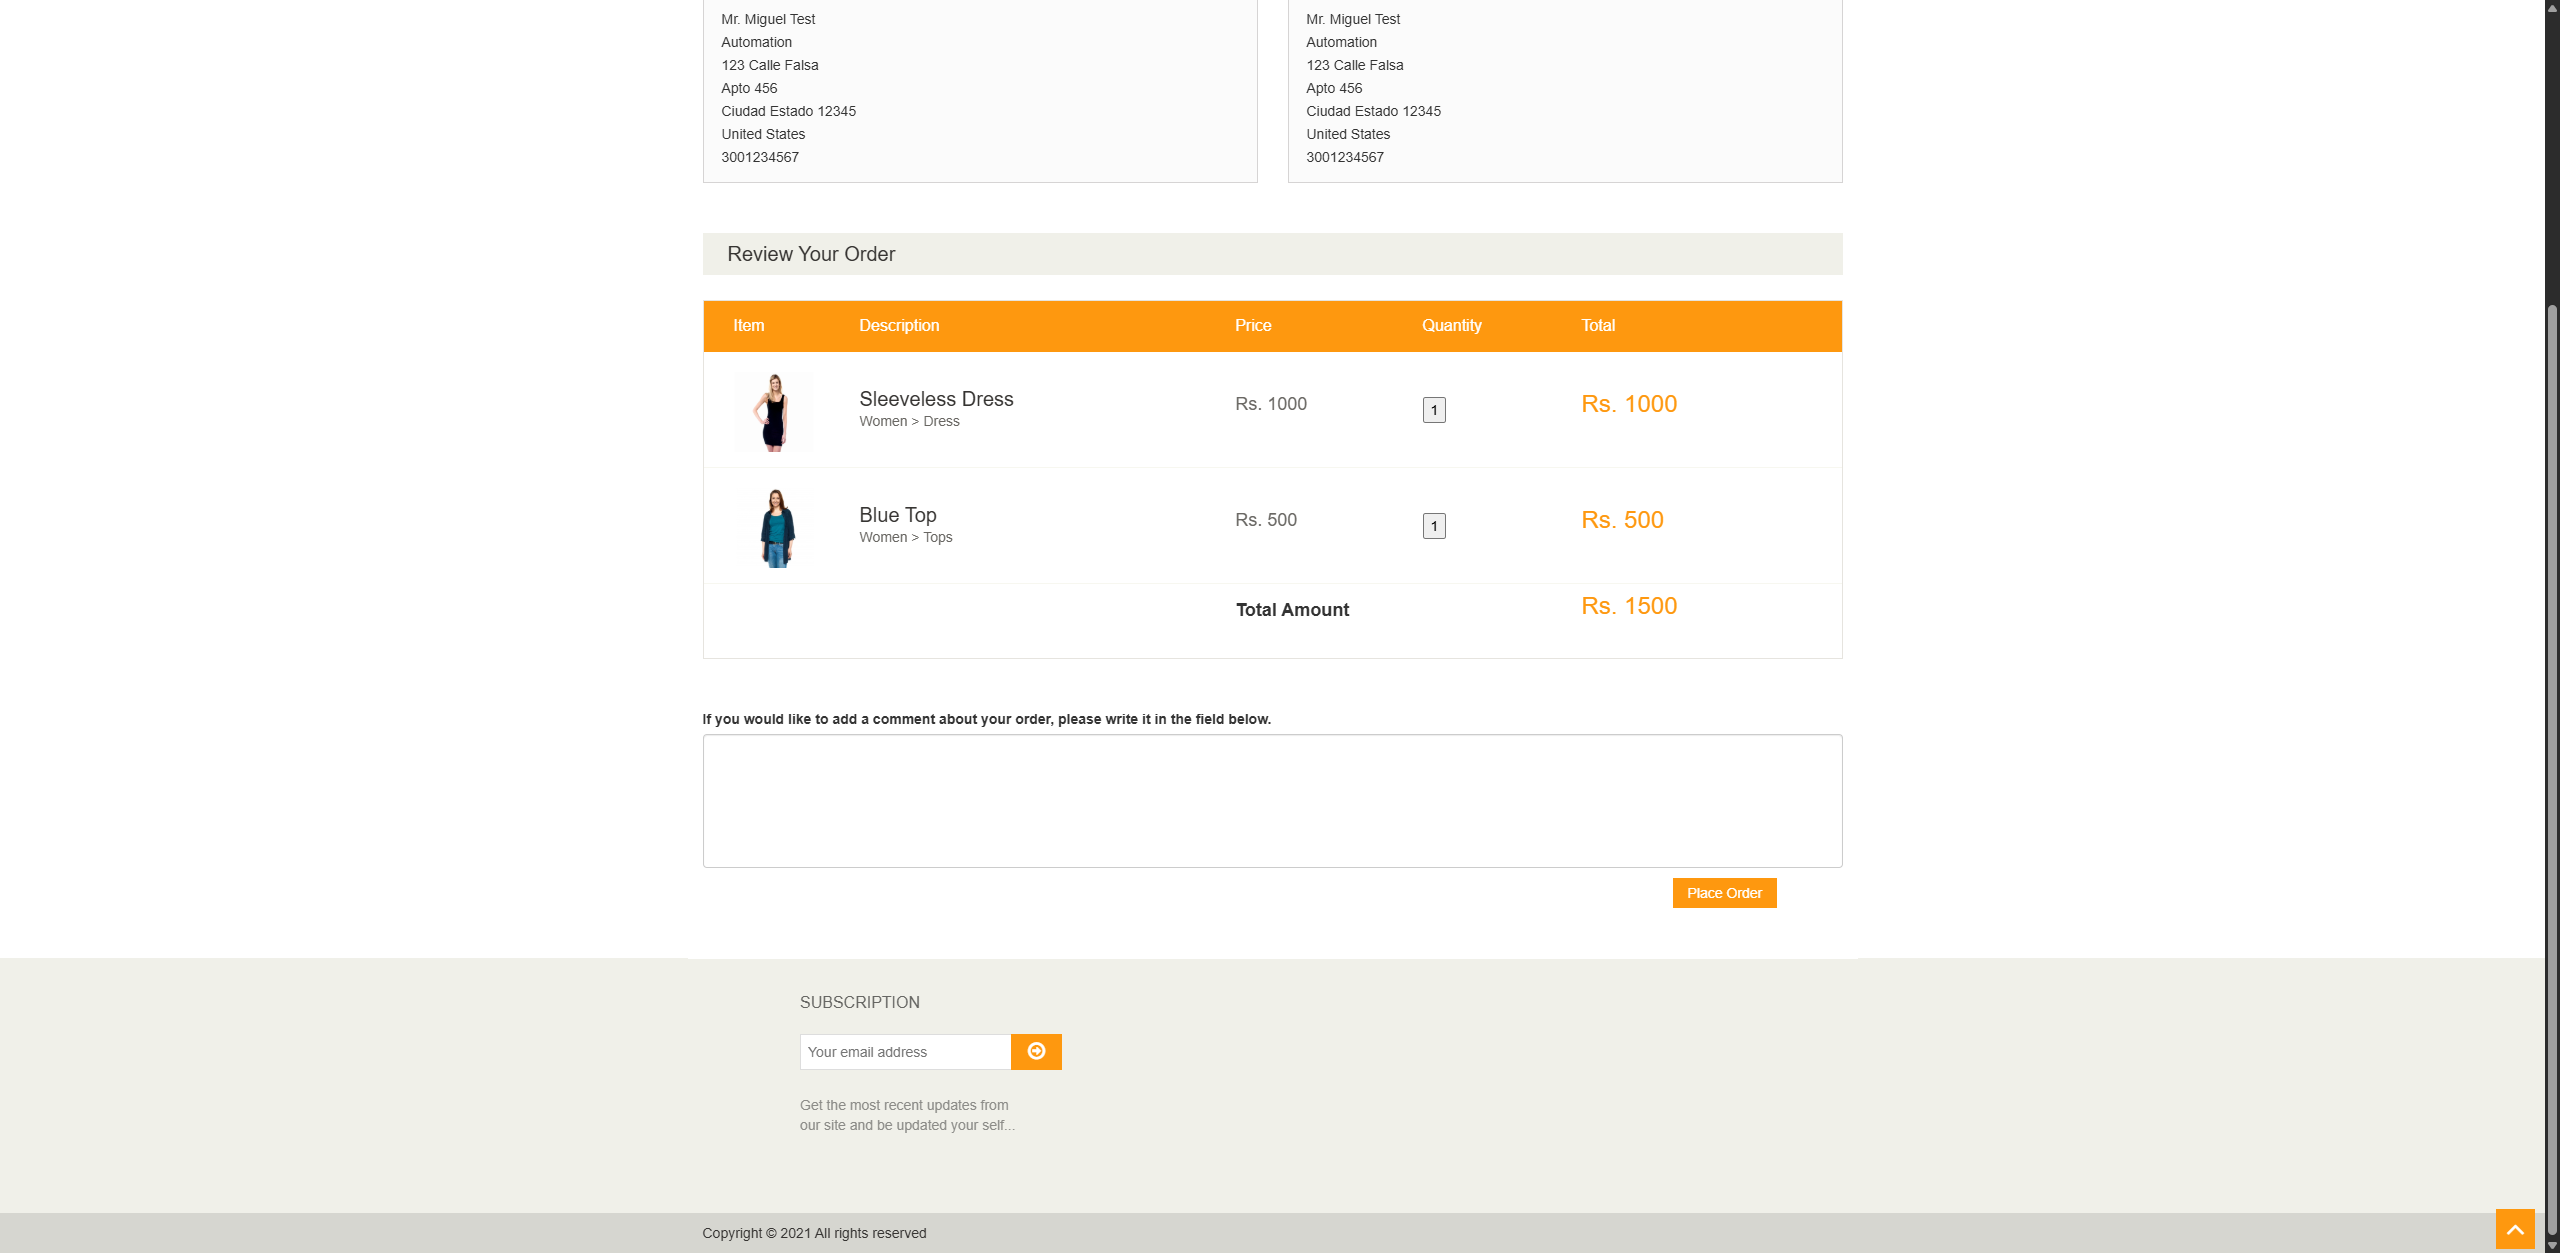 Mr. Miguel Test
Automation
123 Calle Falsa
Apto 456
Ciudad Estado 12345
United States
3001234567
Mr. Miguel Test
Automation
123 Calle Falsa
Apto 456
Ciudad Estado 12345
United States
3001234567
Review Your Order
Item Description Price Quantity Total
Sleeveless Dress
Women > Dress
Rs. 1000
1
Rs. 1000
Blue Top
Women > Tops
Rs. 500
1
Rs. 500
Total Amount Rs. 1500
If you would like to add a comment about your order, please write it in the field below.
Place Order
SUBSCRIPTION
Your email address
Get the most recent updates from
our site and be updated your self...
Copyright © 2021 All rights reserved